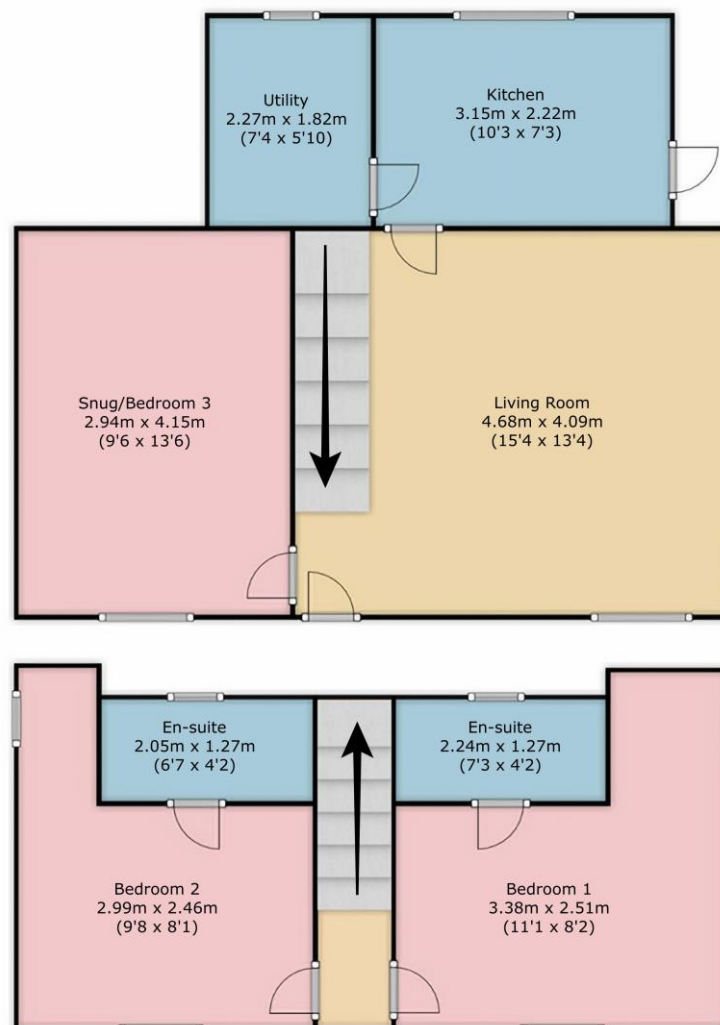 Utility
2.27m x 1.82m
(7'4 x 5'10)
Kitchen
3.15m x 2.22m
(10'3 x 7'3)
Snug/Bedroom 3
2.94m x 4.15m
(9'6 x 13'6)
Living Room
4.68m x 4.09m
(15'4 x 13'4)
En-suite
2.05m x 1.27m
(6'7 x 4'2)
En-suite
2.24m x 1.27m
(7'3 x 4'2)
Bedroom 2
2.99m x 2.46m
(9'8 x 8'1)
Bedroom 1
3.38m x 2.51m
(11'1 x 8'2)